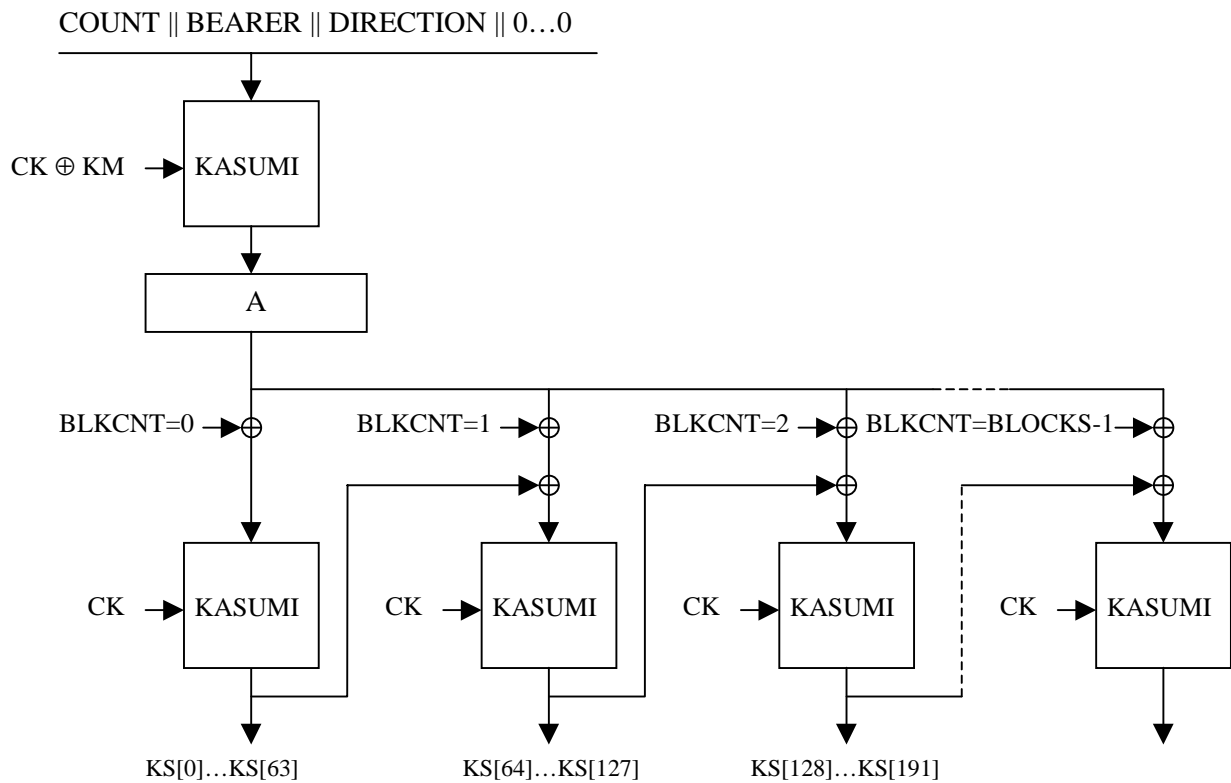 COUNT || BEARER || DIRECTION || 0…0
CK ⊕ KM
KASUMI
A
BLKCNT=0
BLKCNT=1
BLKCNT=2
BLKCNT=BLOCKS-1
CK
KASUMI
CK
KASUMI
CK
KASUMI
CK
KASUMI
KS[0]…KS[63]
KS[64]…KS[127]
KS[128]…KS[191]